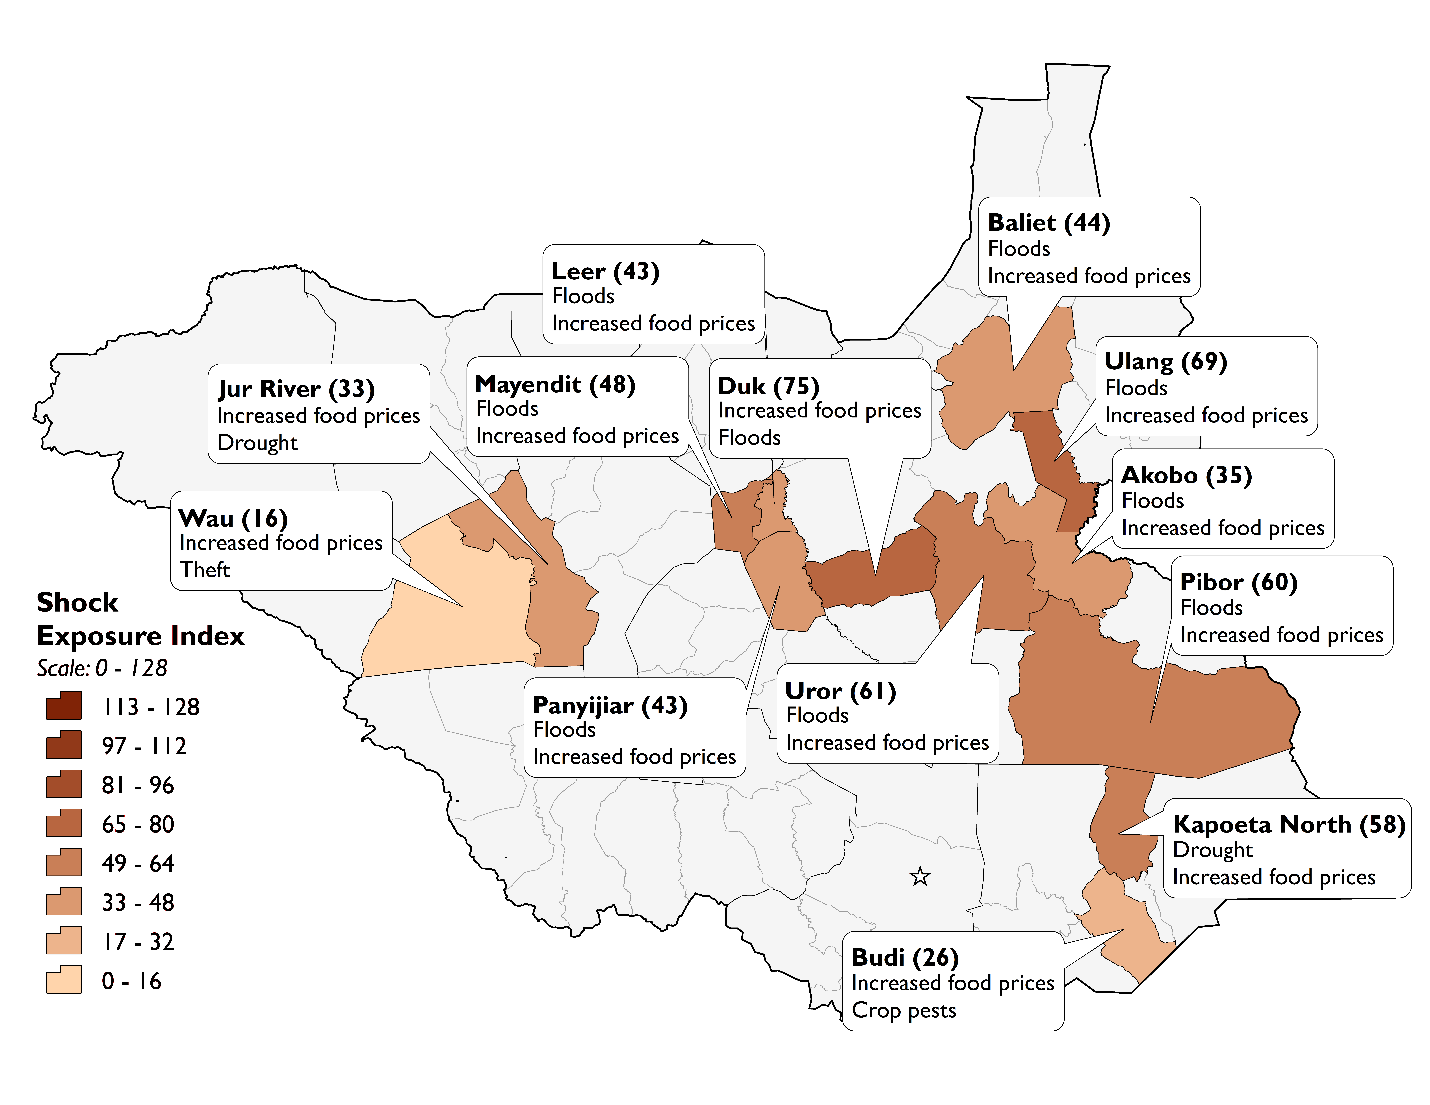 Baliet (44)
Floods
Increased food prices
Leer (43)
Floods
Increased food prices
Ulang (69)
Floods
Increased food prices
Jur River (33)
Increased food prices
Drought
Mayendit (48)
Floods
Increased food prices
Duk (75)
Increased food prices
Floods
Akobo (35)
Floods
Increased food prices
Wau (16)
Increased food prices
Theft
Pibor (60)
Floods
Increased food prices
Panyijiar (43)
Floods
Increased food prices
Uror (61)
Floods
Increased food prices
Kapoeta North (58)
Drought
Increased food prices
Budi (26)
Increased food prices
Crop pests
Shock
Exposure Index
Scale: 0 - 128
113 - 128
97 - 112
81 - 96
65 - 80
49 - 64
33 - 48
17 - 32
0 - 16